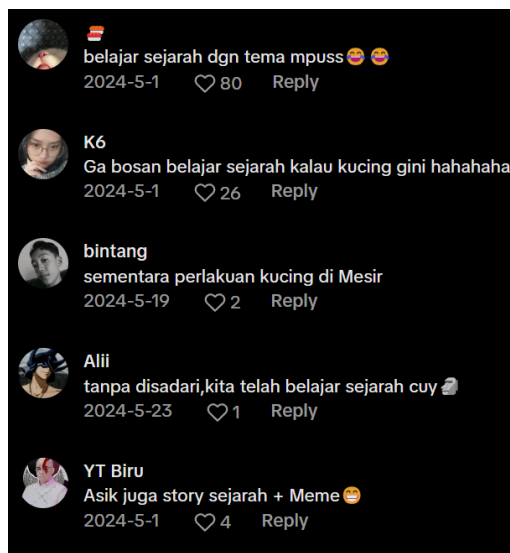 🍣
belajar sejarah dgn tema mpuss😂 😂
2024-5-1 80 Reply
K6
Ga bosan belajar sejarah kalau kucing gini hahahaha
2024-5-1 26 Reply
bintang
sementara perlakuan kucing di Mesir
2024-5-19 2 Reply
Alii
tanpa disadari,kita telah belajar sejarah cuy🗿
2024-5-23 1 Reply
YT Biru
Asik juga story sejarah + Meme😁
2024-5-1 4 Reply